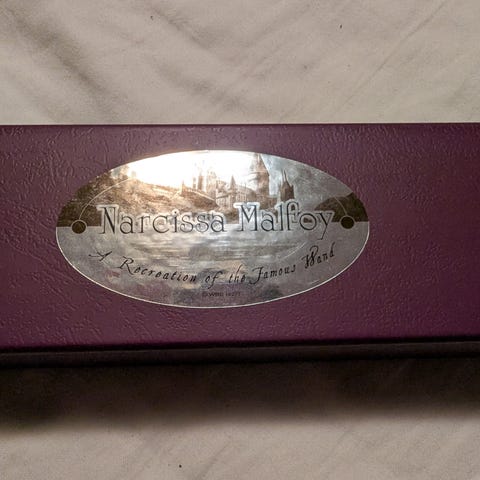 Narcissa Malfoy
A Recreation of the Famous Wand